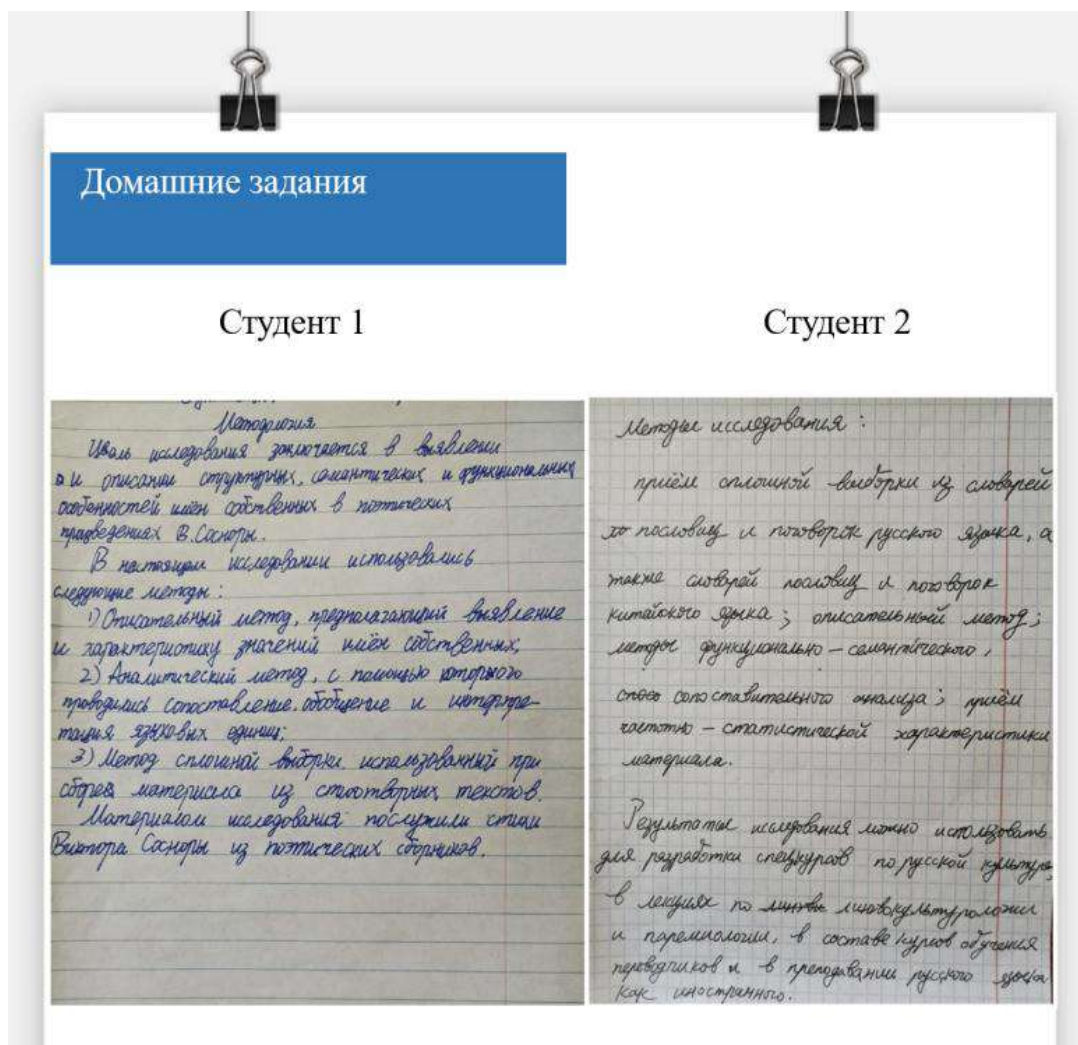 Домашние задания
Студент 1
Методология
Цель исследования заключается в выявлении
и описании структурных, семантических и функциональных
особенностей имён собственных в поэтических
произведениях В. Сосноры.
В настоящем исследовании использовались
следующие методы:
1) Описательный метод, предполагающий выявление
и характеристику значений имён собственных;
2) Аналитический метод, с помощью которого
проводились сопоставление, обобщение и интерпре-
тация языковых единиц;
3) Метод сплошной выборки, использованный при
сборе материала из стихотворных текстов.
Материалом исследования послужили стихи
Виктора Сосноры из поэтических сборников.
Студент 2
Методы исследования:
приём сплошной выборки из словарей
пословиц и поговорок русского языка, а
также словарей пословиц и поговорок
китайского языка; описательный метод;
методы функционально-семантического,
сопоставительного анализа; приём
частотно-статистической характеристики
материала.
Результаты исследования можно использовать
для разработки спецкурсов по русской культуре,
в лекциях по лингвокультурологии
и паремиологии, в составе курсов обучения
переводчиков и в преподавании русского языка
как иностранного.